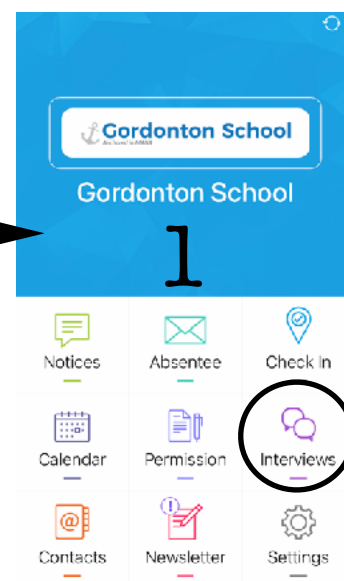 Gordonton School
Gordonton School
1
Notices Absentee Check In
Calendar Permission Interviews
Contacts Newsletter Settings